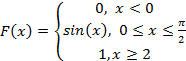 F(x) = { 0, x < 0
sin(x), 0 ≤ x ≤ π/2
1, x ≥ 2